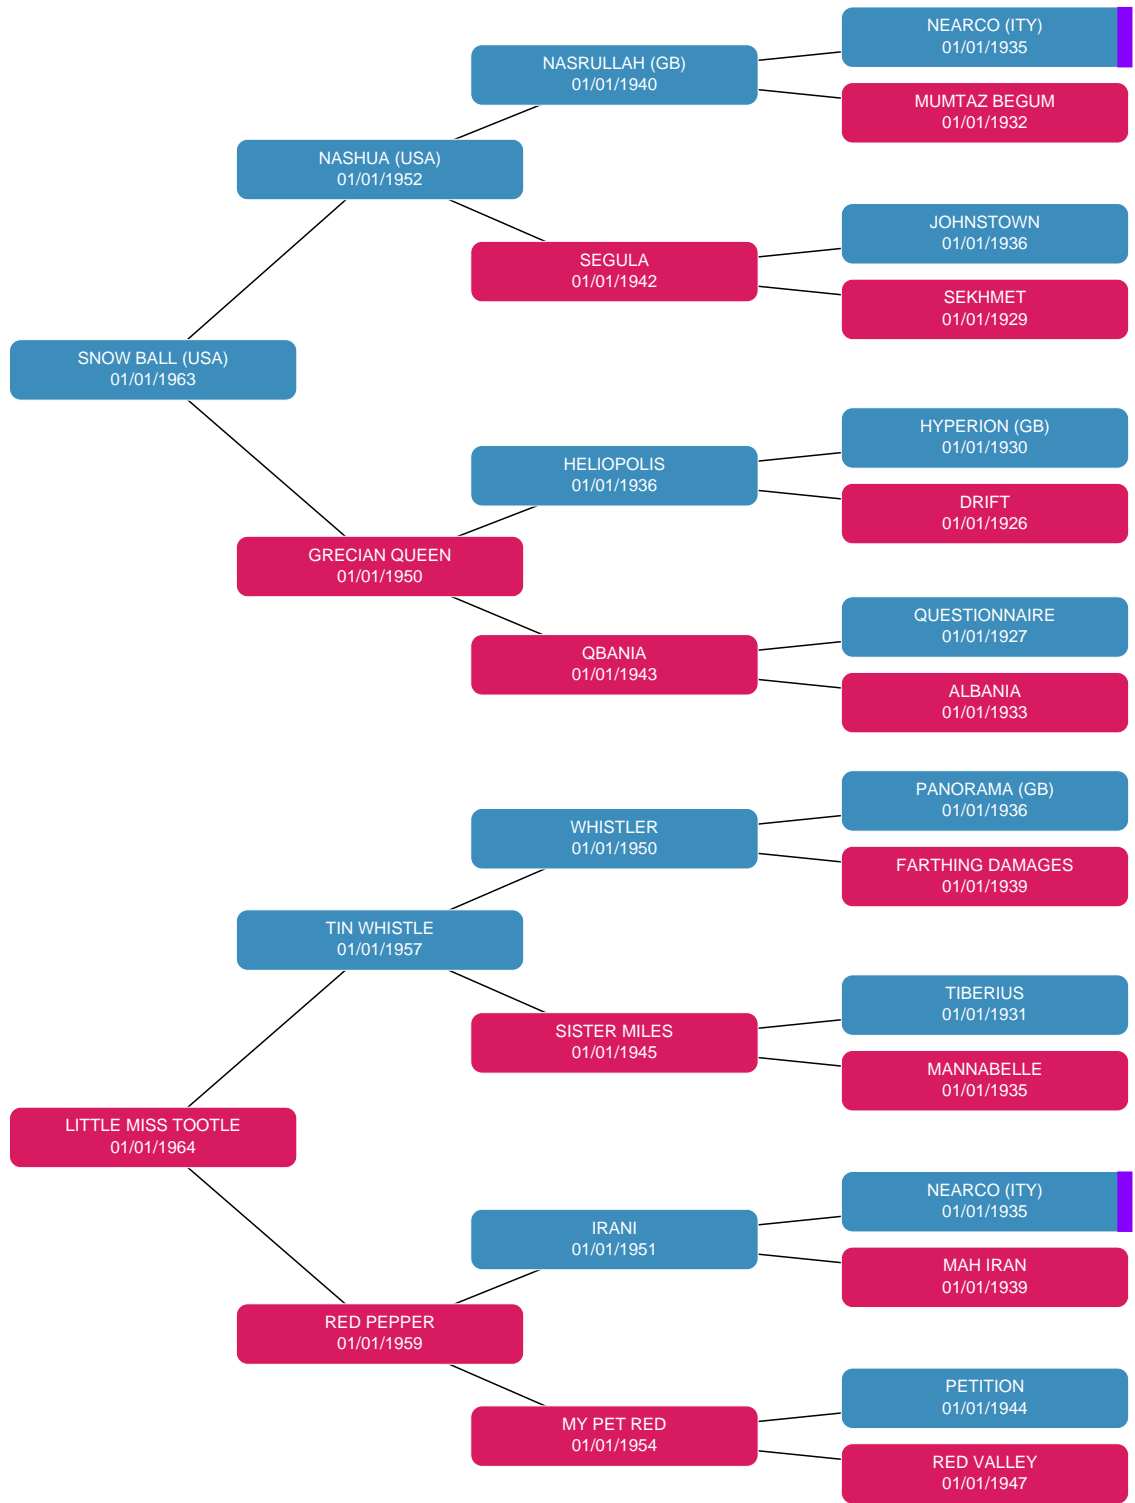 NEARCO (ITY)
01/01/1935
NASRULLAH (GB)
01/01/1940
MUMTAZ BEGUM
01/01/1932
NASHUA (USA)
01/01/1952
JOHNSTOWN
01/01/1936
SEGULA
01/01/1942
SEKHMET
01/01/1929
SNOW BALL (USA)
01/01/1963
HYPERION (GB)
01/01/1930
HELIOPOLIS
01/01/1936
DRIFT
01/01/1926
GRECIAN QUEEN
01/01/1950
QUESTIONNAIRE
01/01/1927
QBANIA
01/01/1943
ALBANIA
01/01/1933
PANORAMA (GB)
01/01/1936
WHISTLER
01/01/1950
FARTHING DAMAGES
01/01/1939
TIN WHISTLE
01/01/1957
TIBERIUS
01/01/1931
SISTER MILES
01/01/1945
MANNABELLE
01/01/1935
LITTLE MISS TOOTLE
01/01/1964
NEARCO (ITY)
01/01/1935
IRANI
01/01/1951
MAH IRAN
01/01/1939
RED PEPPER
01/01/1959
PETITION
01/01/1944
MY PET RED
01/01/1954
RED VALLEY
01/01/1947